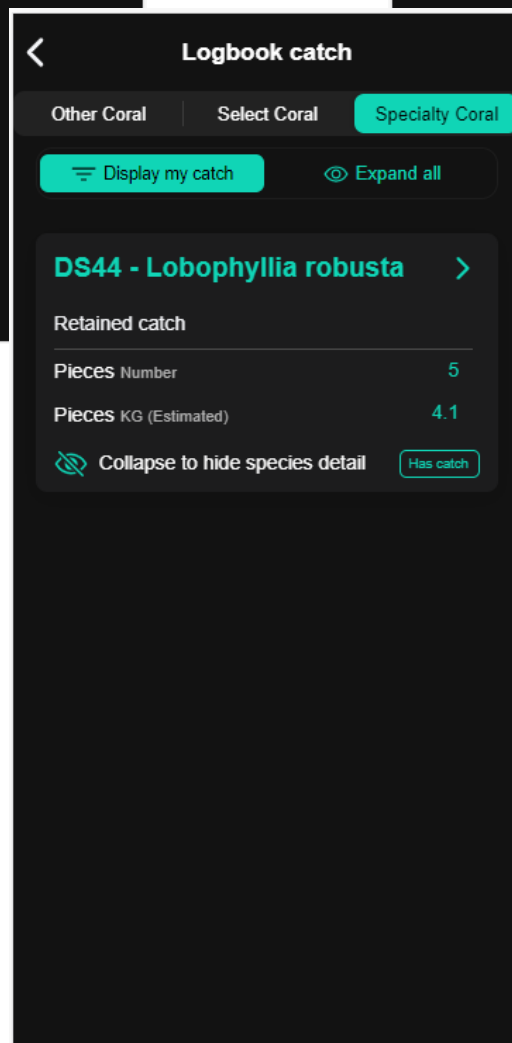 Logbook catch
Other Coral Select Coral Specialty Coral
Display my catch Expand all
DS44 - Lobophyllia robusta
Retained catch
Pieces Number 5
Pieces KG (Estimated) 4.1
Collapse to hide species detail Has catch